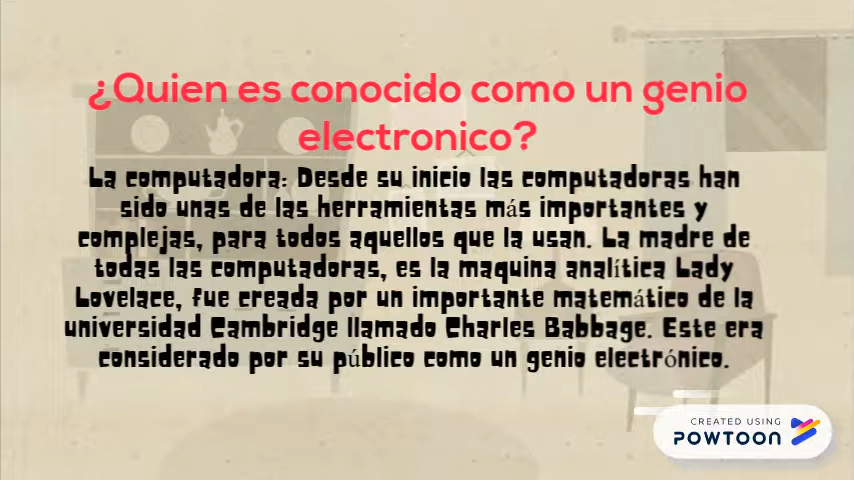 ¿Quien es conocido como un genio
electronico?
La computadora: Desde su inicio las computadoras han
sido unas de las herramientas más importantes y
complejas, para todos aquellos que la usan. La madre de
todas las computadoras, es la maquina analítica Lady
Lovelace, fue creada por un importante matemático de la
universidad Cambridge llamado Charles Babbage. Este era
considerado por su público como un genio electrónico.
CREATED USING
POWTOON